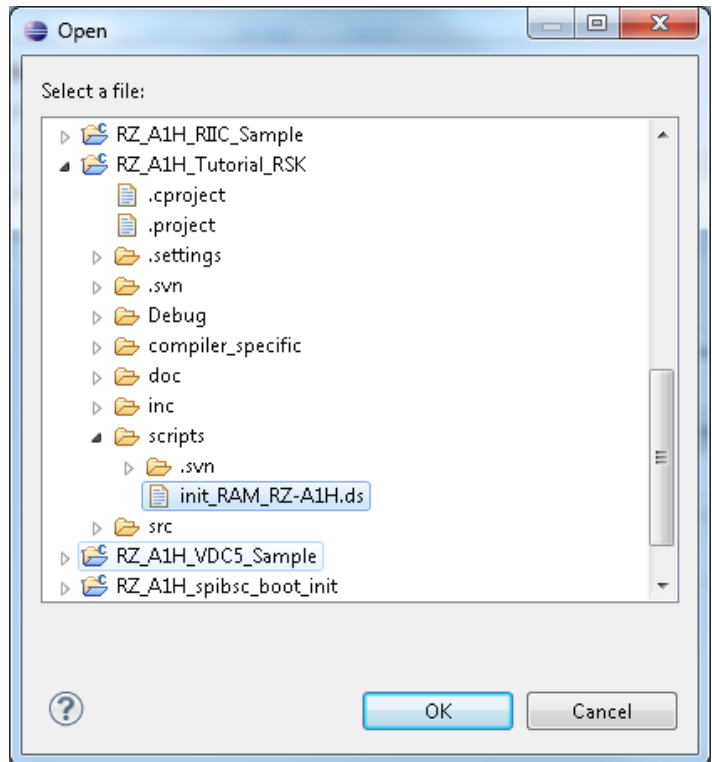 Open
Select a file:
RZ_A1H_RIIC_Sample
RZ_A1H_Tutorial_RSK
.cproject
.project
.settings
.svn
Debug
compiler_specific
doc
inc
scripts
.svn
init_RAM_RZ-A1H.ds
src
RZ_A1H_VDC5_Sample
RZ_A1H_spibsc_boot_init
OK Cancel